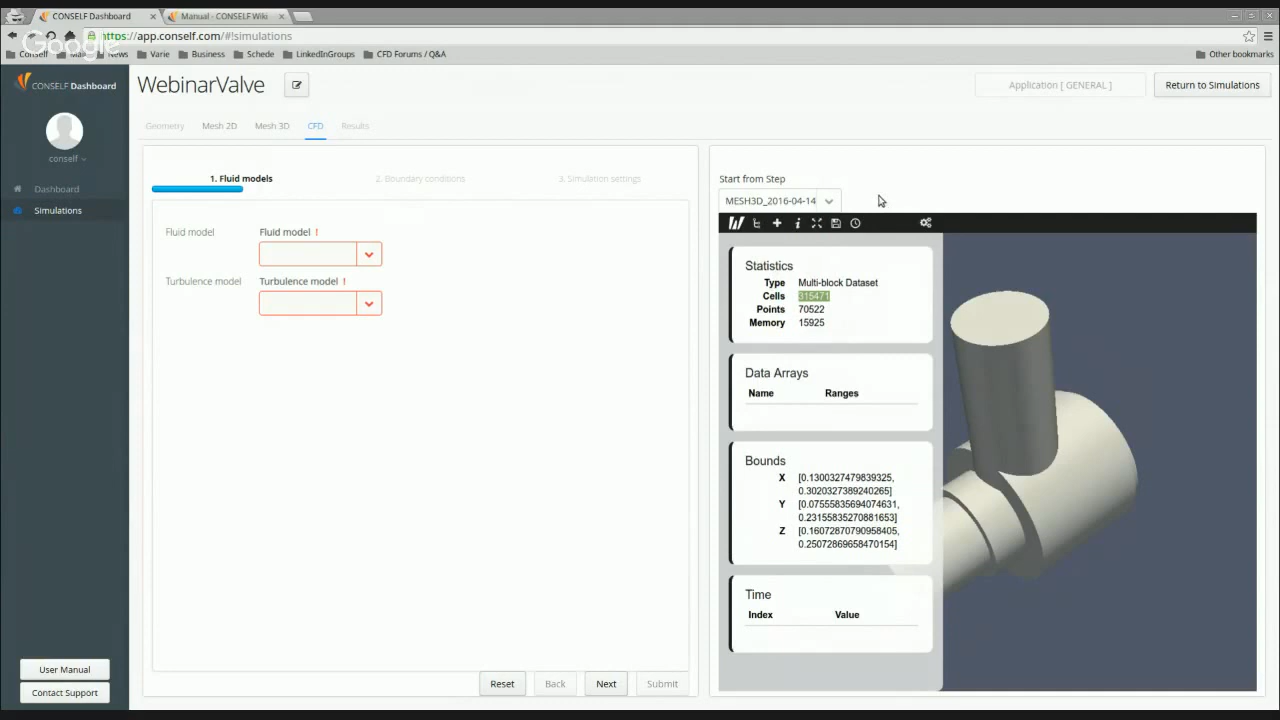 CONSELF Dashboard
Manual - CONSELF Wiki
https://app.conself.com/#!simulations
Google
Conself
News
Varie
Business
Schede
LinkedInGroups
CFD Forums / Q&A
Other bookmarks
CONSELF Dashboard
WebinarValve
Application [ GENERAL ]
Return to Simulations
conself
Dashboard
Simulations
Geometry
Mesh 2D
Mesh 3D
CFD
Results
1. Fluid models
2. Boundary conditions
3. Simulation settings
Fluid model
Fluid model !
Turbulence model
Turbulence model !
Start from Step
MESH3D_2016-04-14
Statistics
Type Multi-block Dataset
Cells 315471
Points 70522
Memory 15925
Data Arrays
Name Ranges
Bounds
X [0.1300327479839325,
0.3020327389240265]
Y [0.07555835694074631,
0.23155835270881653]
Z [0.16072870790958405,
0.25072869658470154]
Time
Index Value
User Manual
Contact Support
Reset
Back
Next
Submit